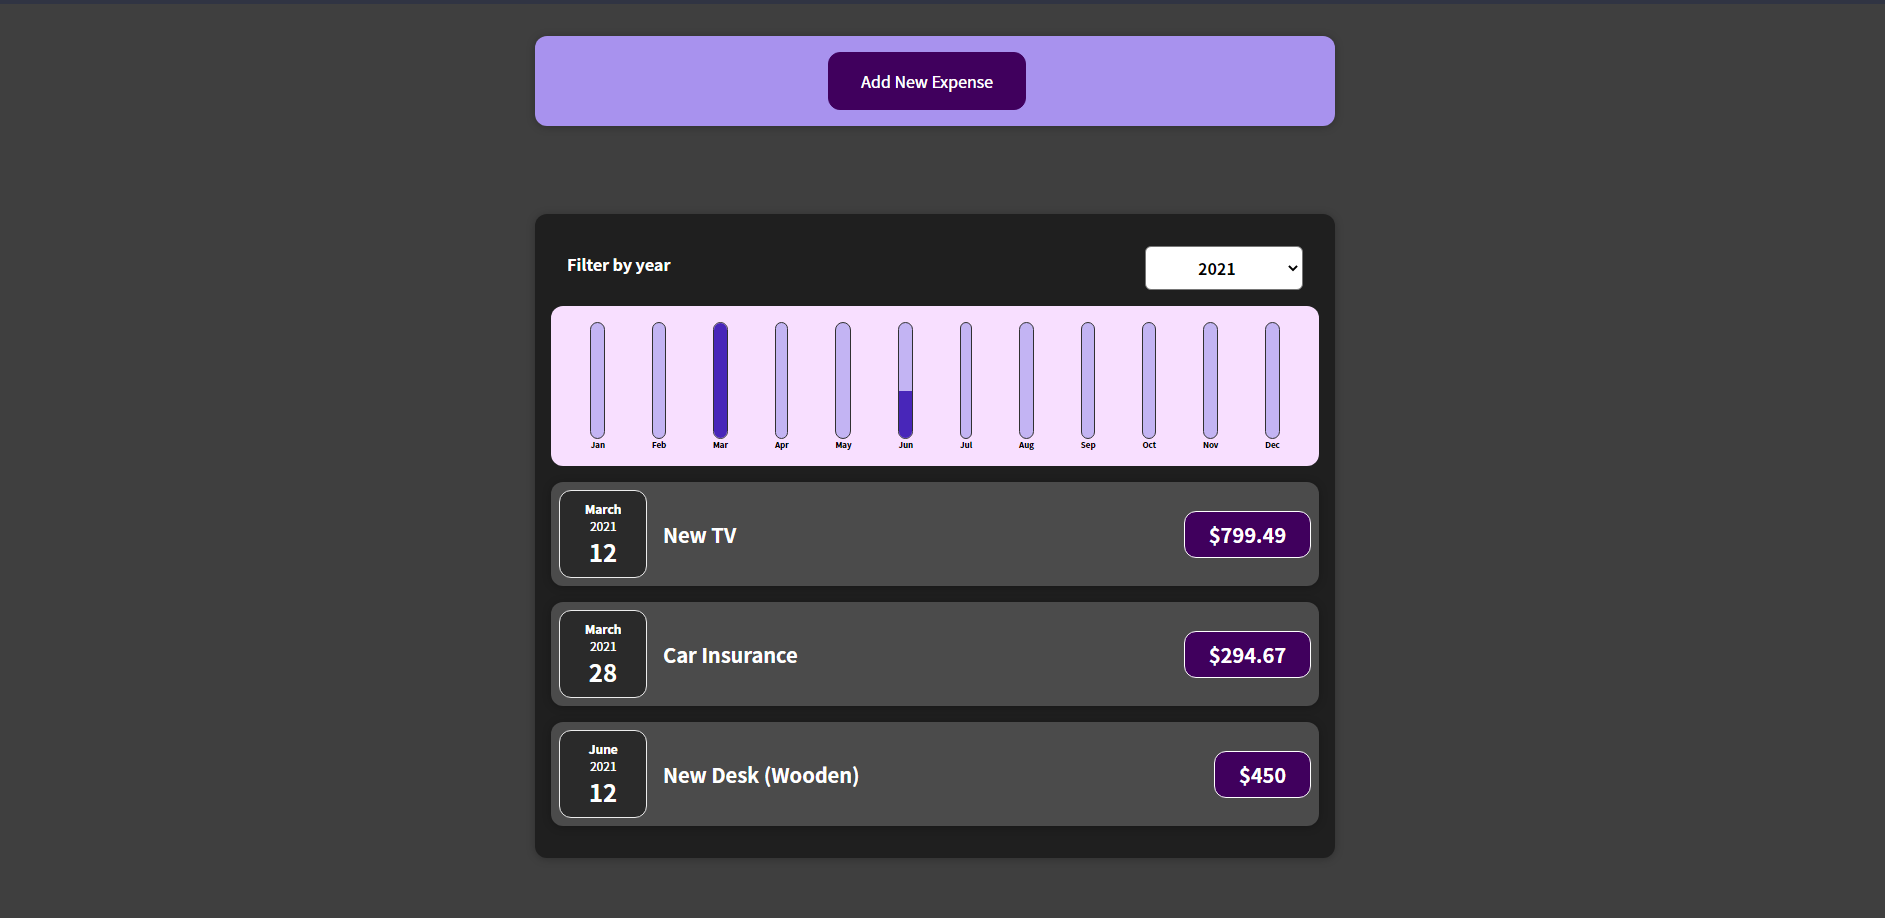 Add New Expense
Filter by year
2021
Jan Feb Mar Apr May Jun Jul Aug Sep Oct Nov Dec
March
2021
12
New TV
$799.49
March
2021
28
Car Insurance
$294.67
June
2021
12
New Desk (Wooden)
$450